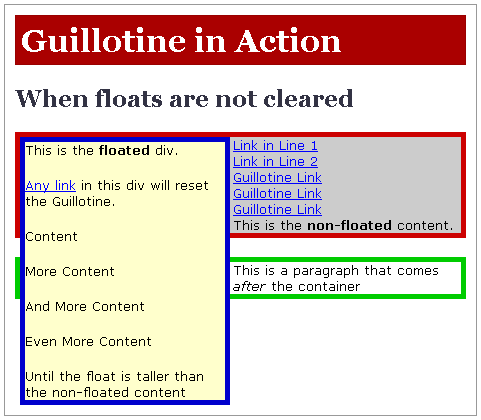 Guillotine in Action
When floats are not cleared
This is the floated div.
Any link in this div will reset
the Guillotine.
Content
More Content
And More Content
Even More Content
Until the float is taller than
the non-floated content
Link in Line 1
Link in Line 2
Guillotine Link
Guillotine Link
Guillotine Link
This is the non-floated content.
This is a paragraph that comes
after the container